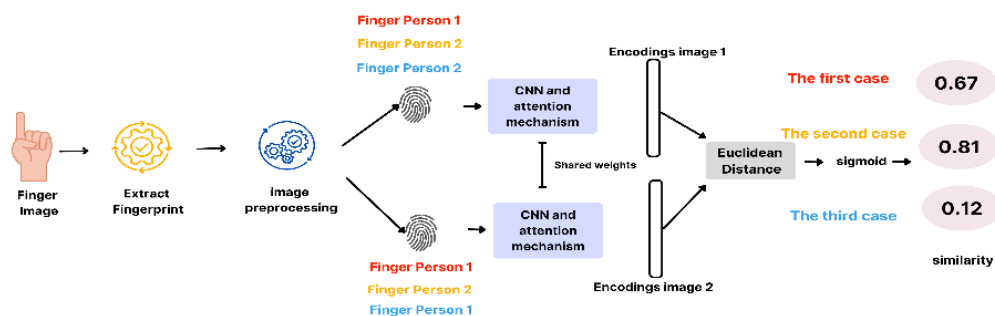 Finger Person 1
Finger Person 2
Finger Person 2
Finger
Image
Extract
Fingerprint
image
preprocessing
CNN and
attention
mechanism
Shared weights
CNN and
attention
mechanism
Finger Person 1
Finger Person 2
Finger Person 1
Encodings image 1
Encodings image 2
Euclidean
Distance
sigmoid
The first case
0.67
The second case
0.81
The third case
0.12
similarity